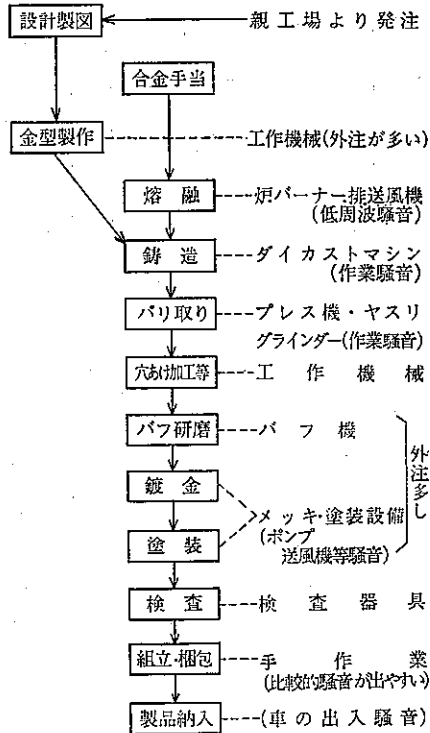 設計製図 親工場より発注
合金手当
金型製作 工作機械(外注が多い)
熔融 炉バーナー排送風機
(低周波騒音)
鋳造 ダイカストマシン
(作業騒音)
バリ取り プレス機・ヤスリ
グラインダー(作業騒音)
穴あけ加工等 工作機械
バフ研磨 バフ機
外注多し
鍍金
メッキ・塗装設備
(ポンプ
送風機等騒音)
塗装
検査 検査器具
組立・梱包 手作業
(比較的騒音が出やすい)
製品納入 (車の出入騒音)